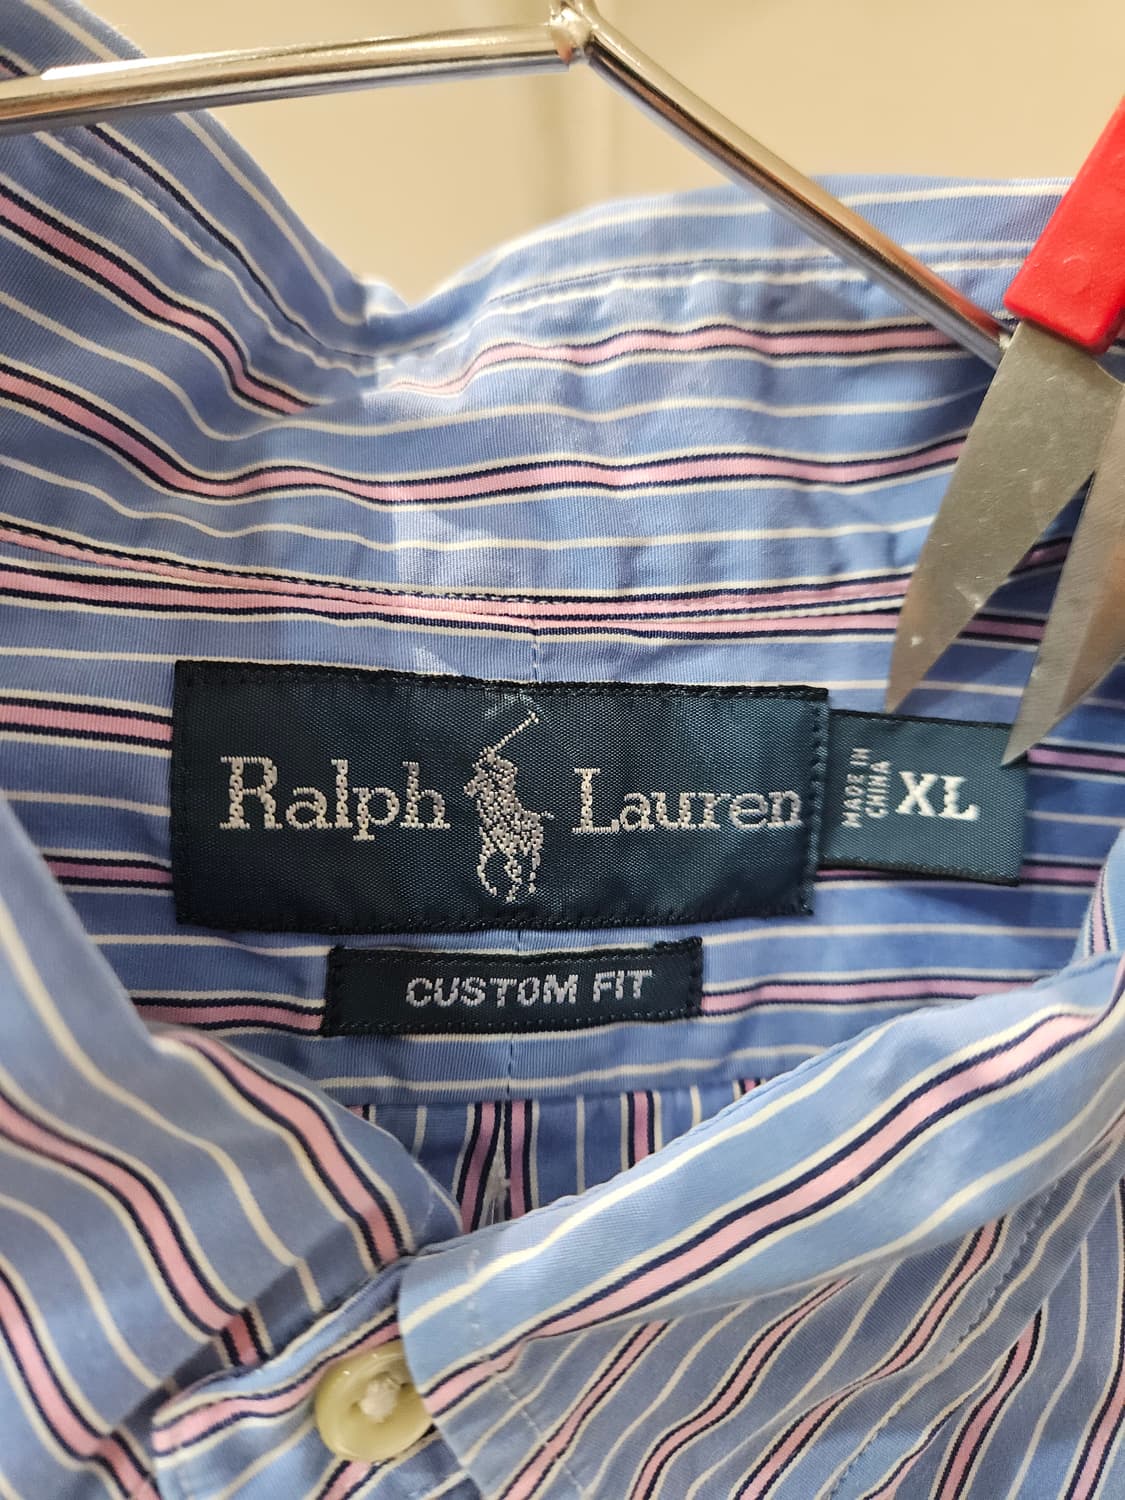 Ralph Lauren
MADE IN
CHINA
XL
CUSTOM FIT